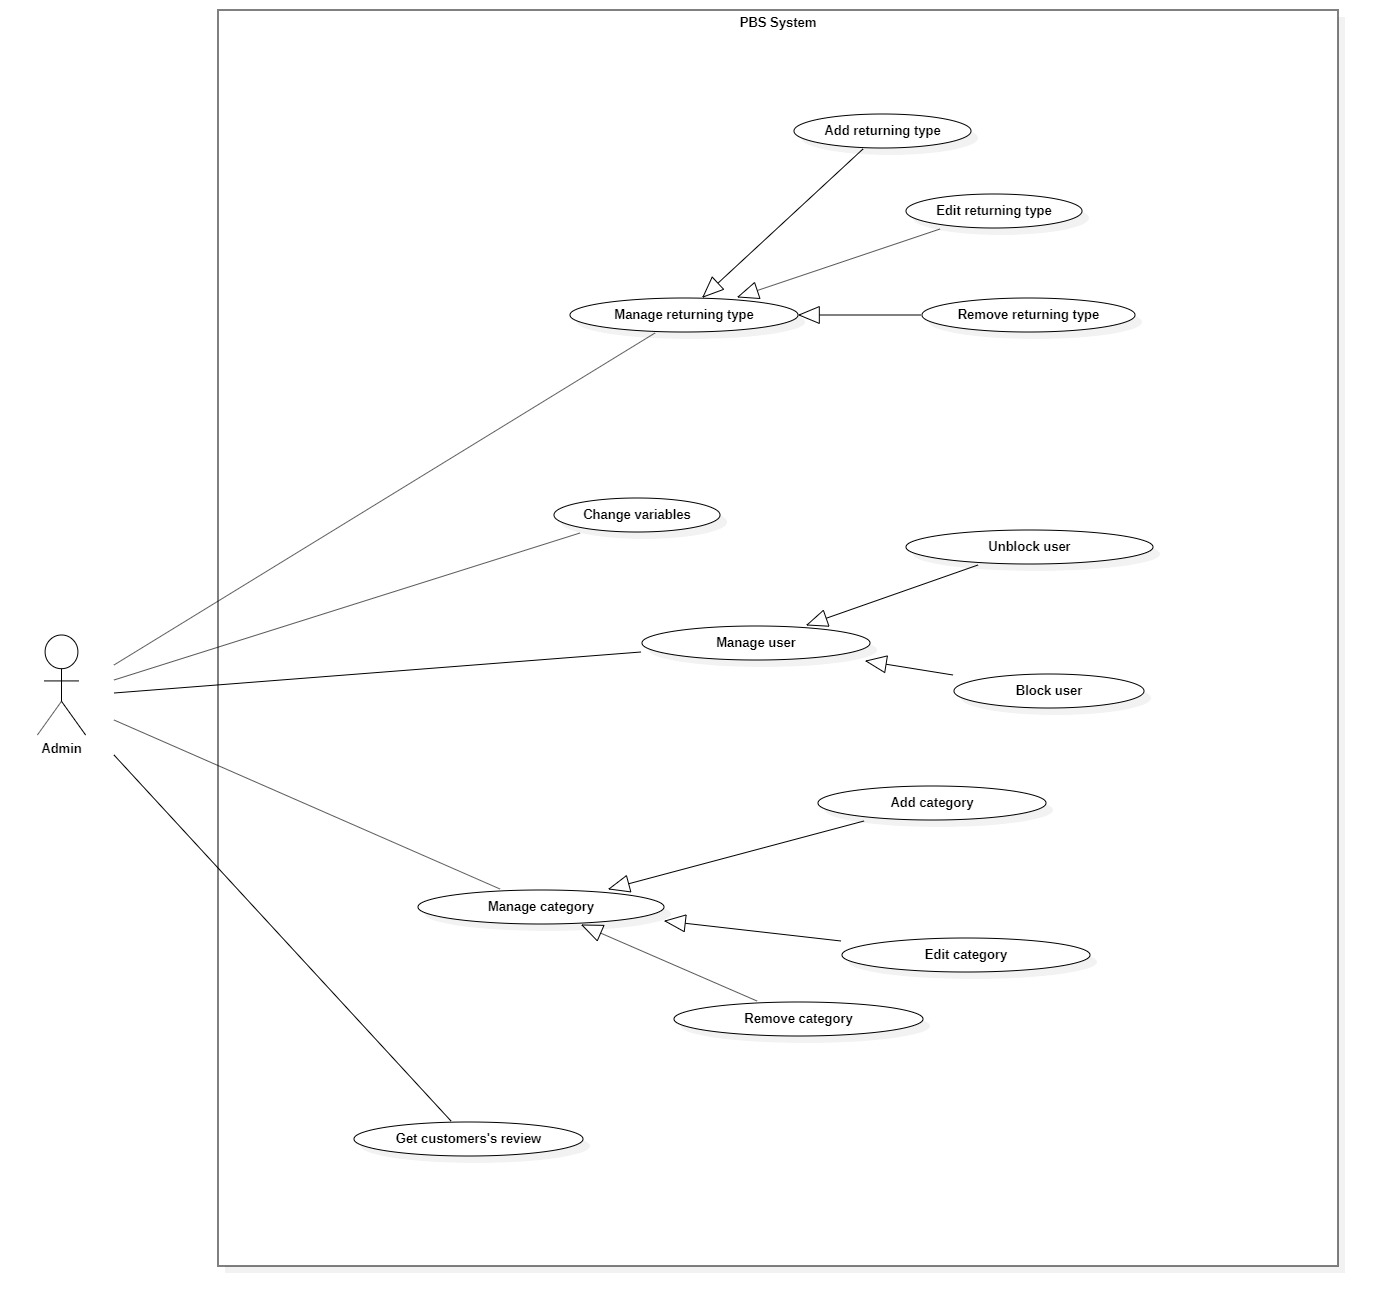 PBS System
Add returning type
Edit returning type
Manage returning type
Remove returning type
Change variables
Unblock user
Manage user
Block user
Admin
Add category
Manage category
Edit category
Remove category
Get customers's review